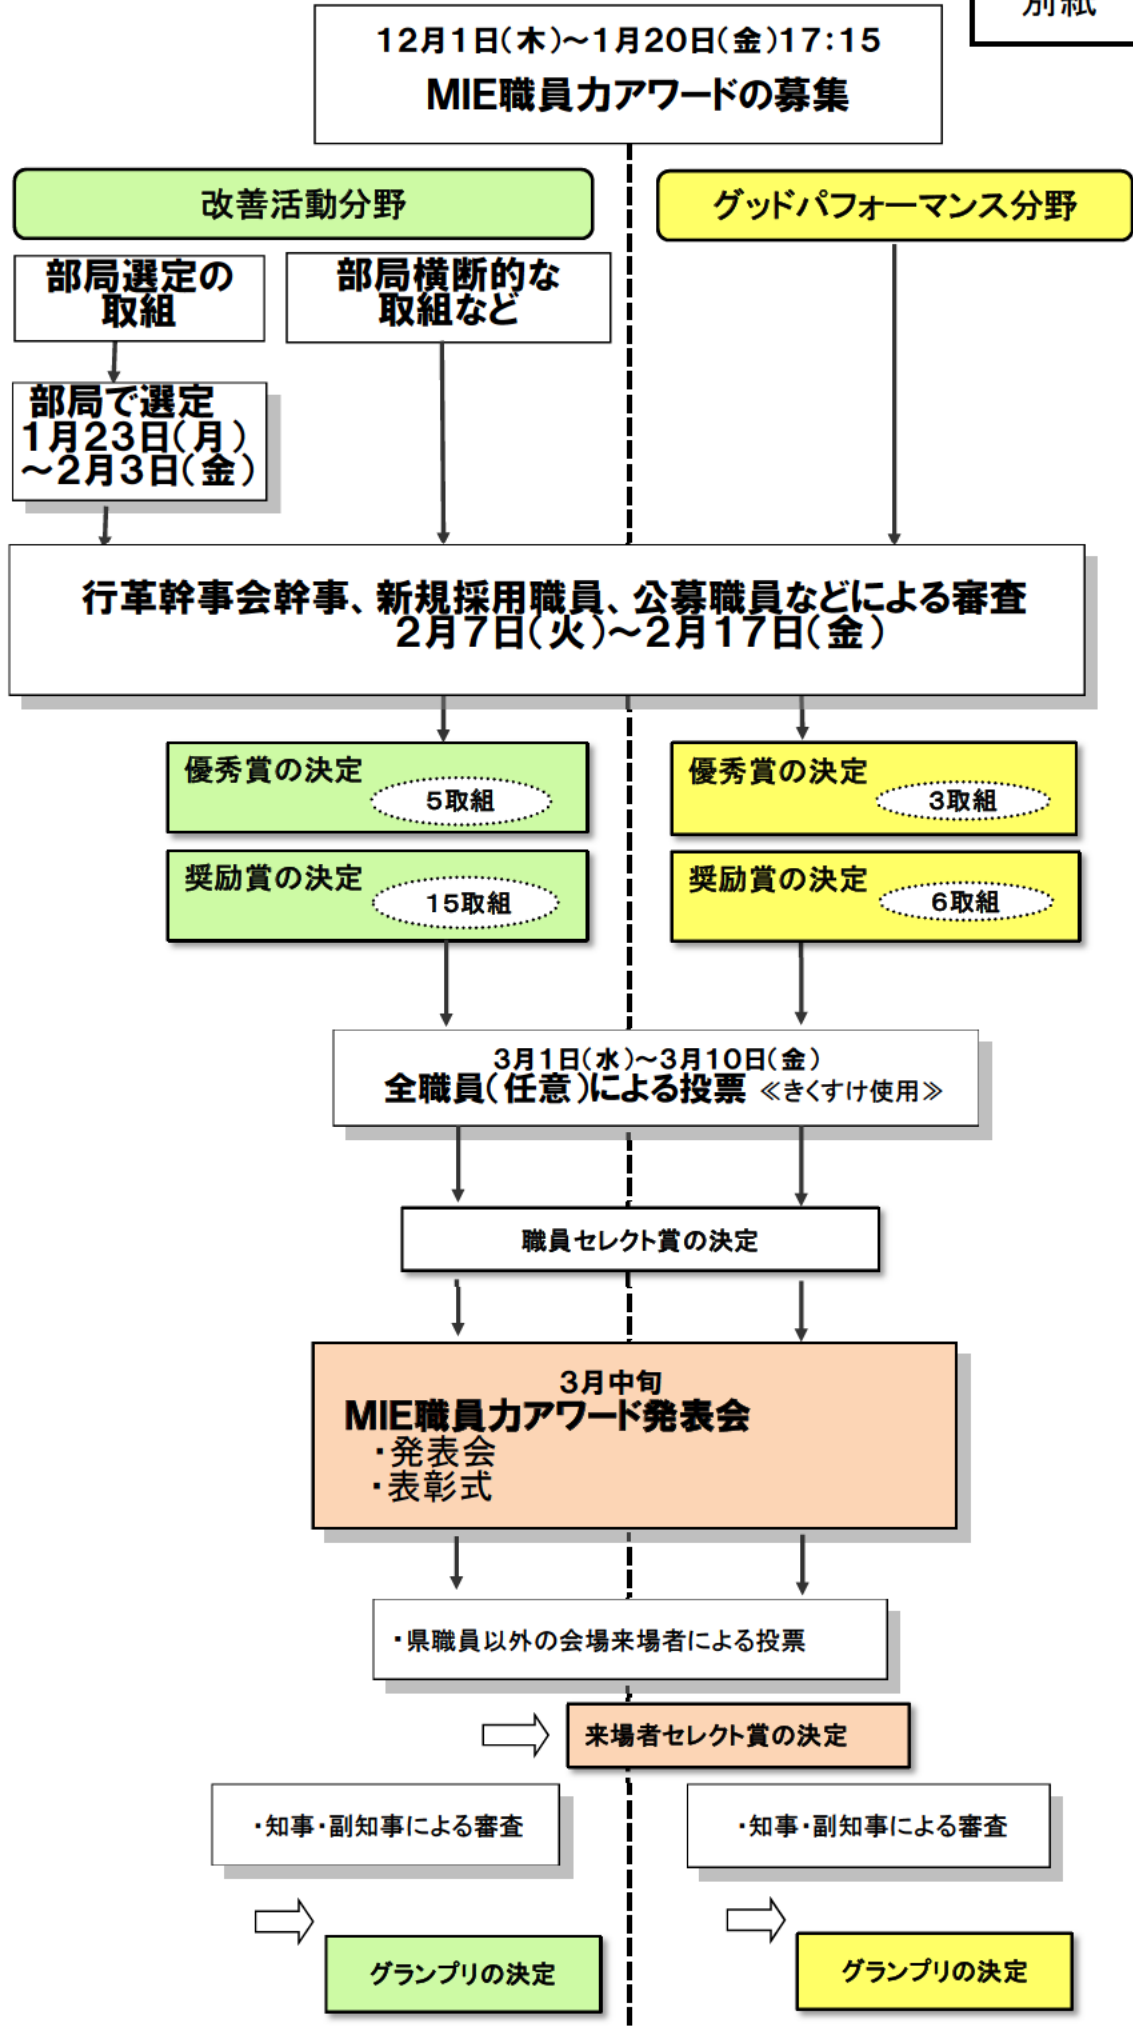 別紙
12月1日(木)～1月20日(金)17:15
MIE職員力アワードの募集
改善活動分野
グッドパフォーマンス分野
部局選定の
取組
部局横断的な
取組など
部局で選定
1月23日(月)
～2月3日(金)
行革幹事会幹事、新規採用職員、公募職員などによる審査
2月7日(火)～2月17日(金)
優秀賞の決定
5取組
優秀賞の決定
3取組
奨励賞の決定
15取組
奨励賞の決定
6取組
3月1日(水)～3月10日(金)
全職員(任意)による投票 ≪きくすけ使用≫
職員セレクト賞の決定
3月中旬
MIE職員力アワード発表会
・発表会
・表彰式
・県職員以外の会場来場者による投票
来場者セレクト賞の決定
・知事・副知事による審査
・知事・副知事による審査
グランプリの決定
グランプリの決定